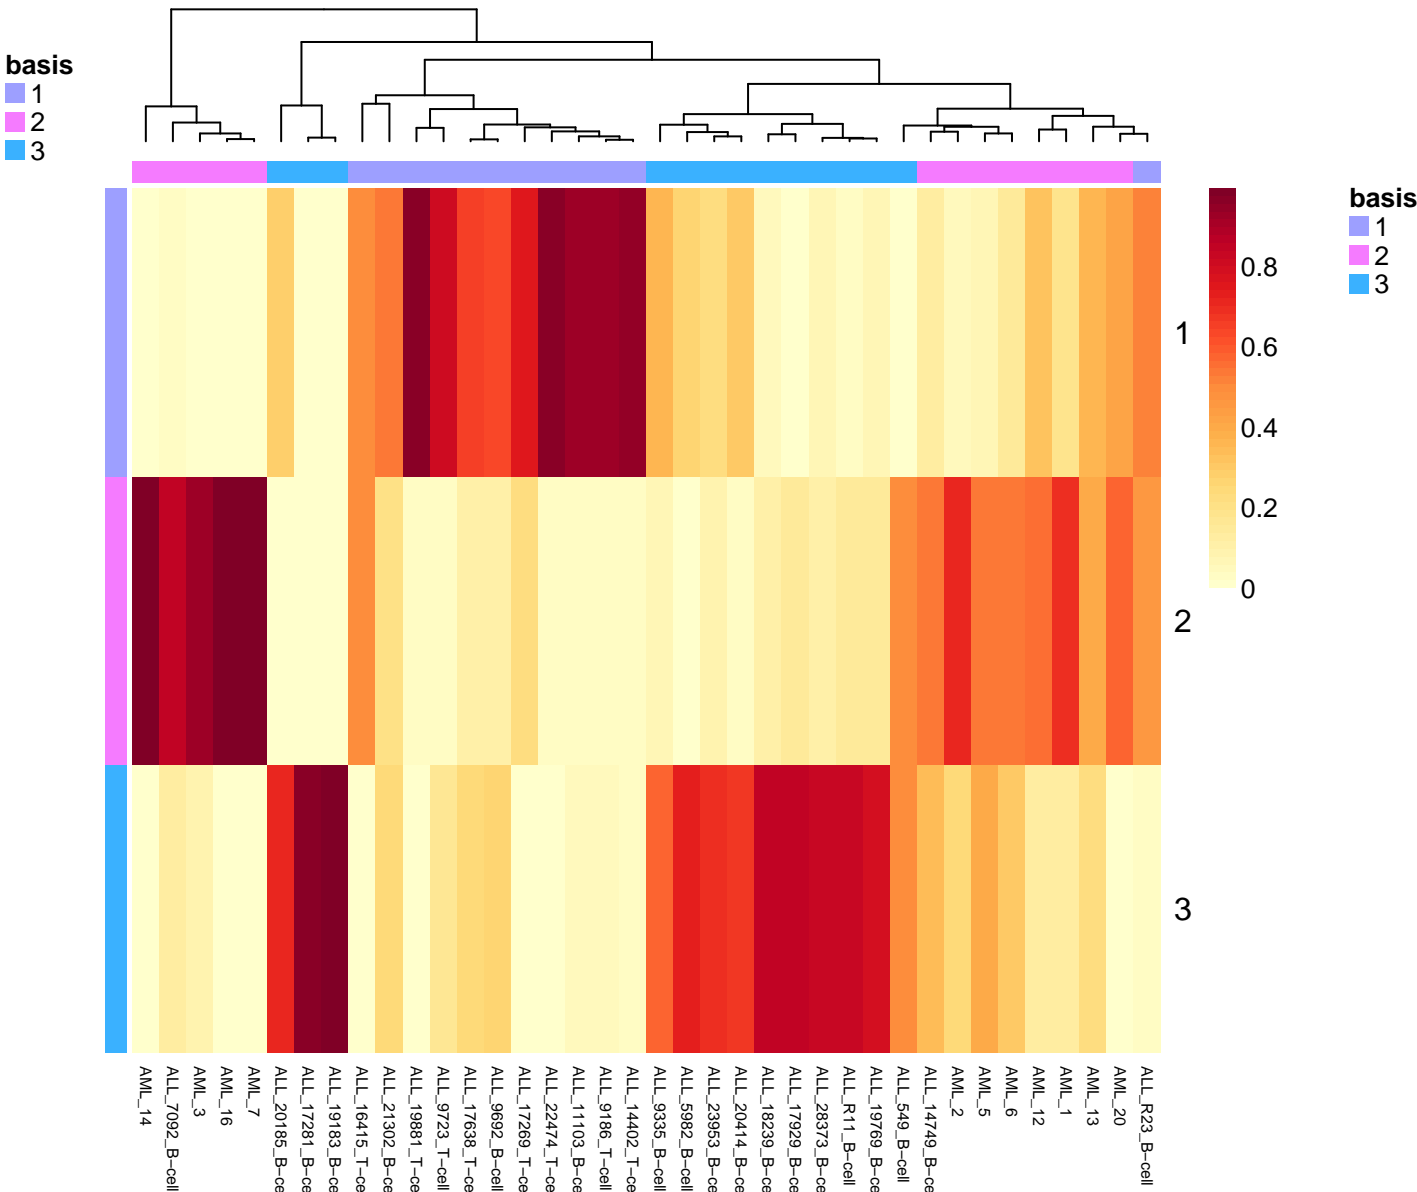 basis
1
2
3
basis
1
2
3
0.8
0.6
0.4
0.2
0
1
2
3
AML_14
ALL_7092_B−cell
AML_3
AML_16
AML_7
ALL_20185_B−ce
ALL_17281_B−ce
ALL_19183_B−ce
ALL_16415_T−ce
ALL_21302_B−ce
ALL_19881_T−ce
ALL_9723_T−cell
ALL_17638_T−ce
ALL_9692_B−cell
ALL_17269_T−ce
ALL_22474_T−ce
ALL_11103_B−ce
ALL_9186_T−cell
ALL_14402_T−ce
ALL_9335_B−cell
ALL_5982_B−cell
ALL_23953_B−ce
ALL_20414_B−ce
ALL_18239_B−ce
ALL_17929_B−ce
ALL_28373_B−ce
ALL_R11_B−cell
ALL_19769_B−ce
ALL_549_B−cell
ALL_14749_B−ce
AML_2
AML_5
AML_6
AML_12
AML_1
AML_13
AML_20
ALL_R23_B−cell